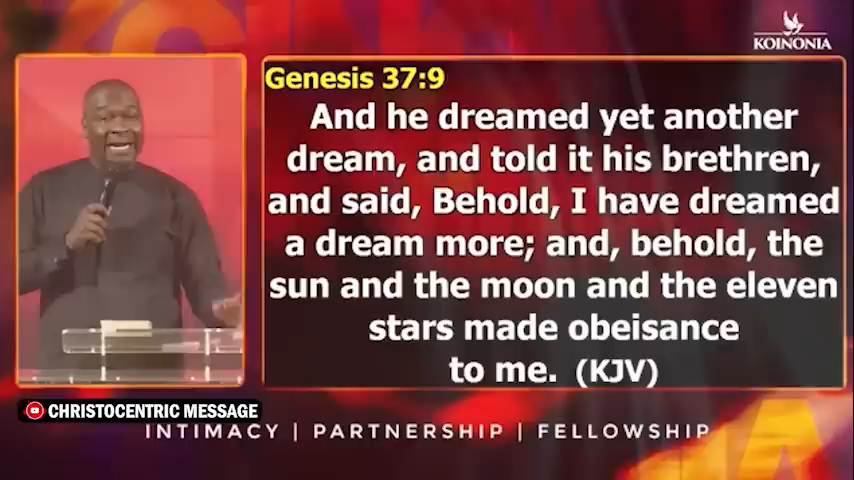 KOINONIA
Genesis 37:9
And he dreamed yet another
dream, and told it his brethren,
and said, Behold, I have dreamed
a dream more; and, behold, the
sun and the moon and the eleven
stars made obeisance
to me. (KJV)
CHRISTOCENTRIC MESSAGE
INTIMACY | PARTNERSHIP | FELLOWSHIP